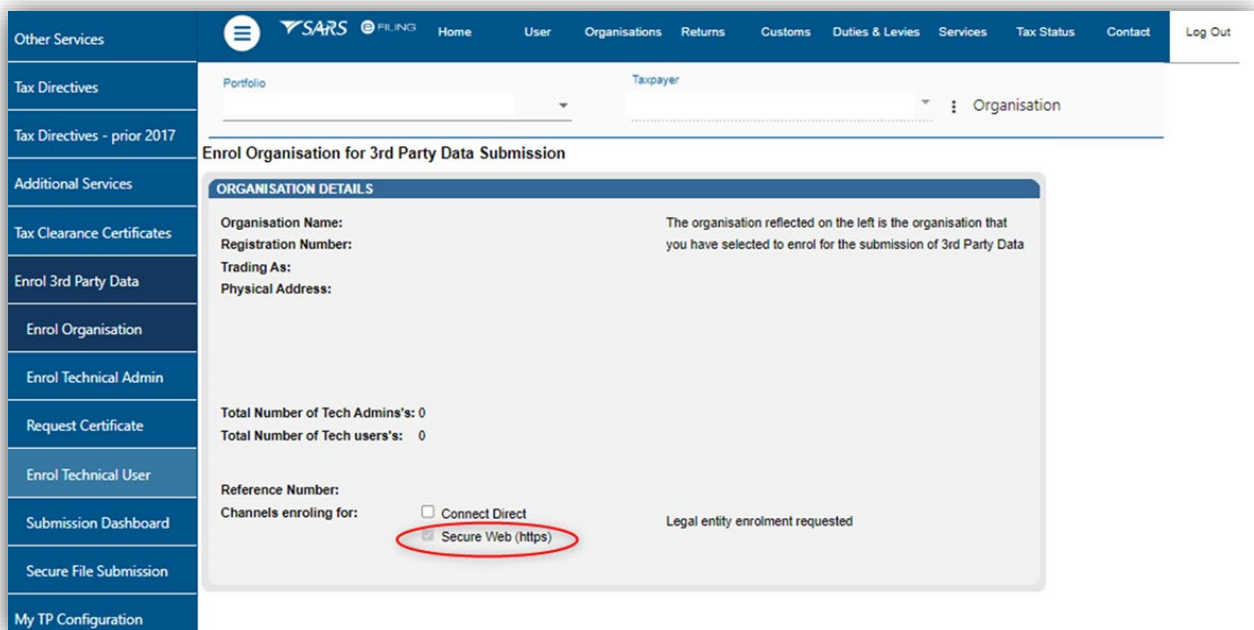 Other Services
Tax Directives
Tax Directives - prior 2017
Additional Services
Tax Clearance Certificates
Enrol 3rd Party Data
Enrol Organisation
Enrol Technical Admin
Request Certificate
Enrol Technical User
Submission Dashboard
Secure File Submission
My TP Configuration
SARS e FILING Home User Organisations Returns Customs Duties & Levies Services Tax Status Contact Log Out
Portfolio Taxpayer
Organisation
Enrol Organisation for 3rd Party Data Submission
ORGANISATION DETAILS
Organisation Name: The organisation reflected on the left is the organisation that
Registration Number: you have selected to enrol for the submission of 3rd Party Data
Trading As:
Physical Address:
Total Number of Tech Admins's: 0
Total Number of Tech users's: 0
Reference Number:
Channels enroling for: Connect Direct Legal entity enrolment requested
Secure Web (https)